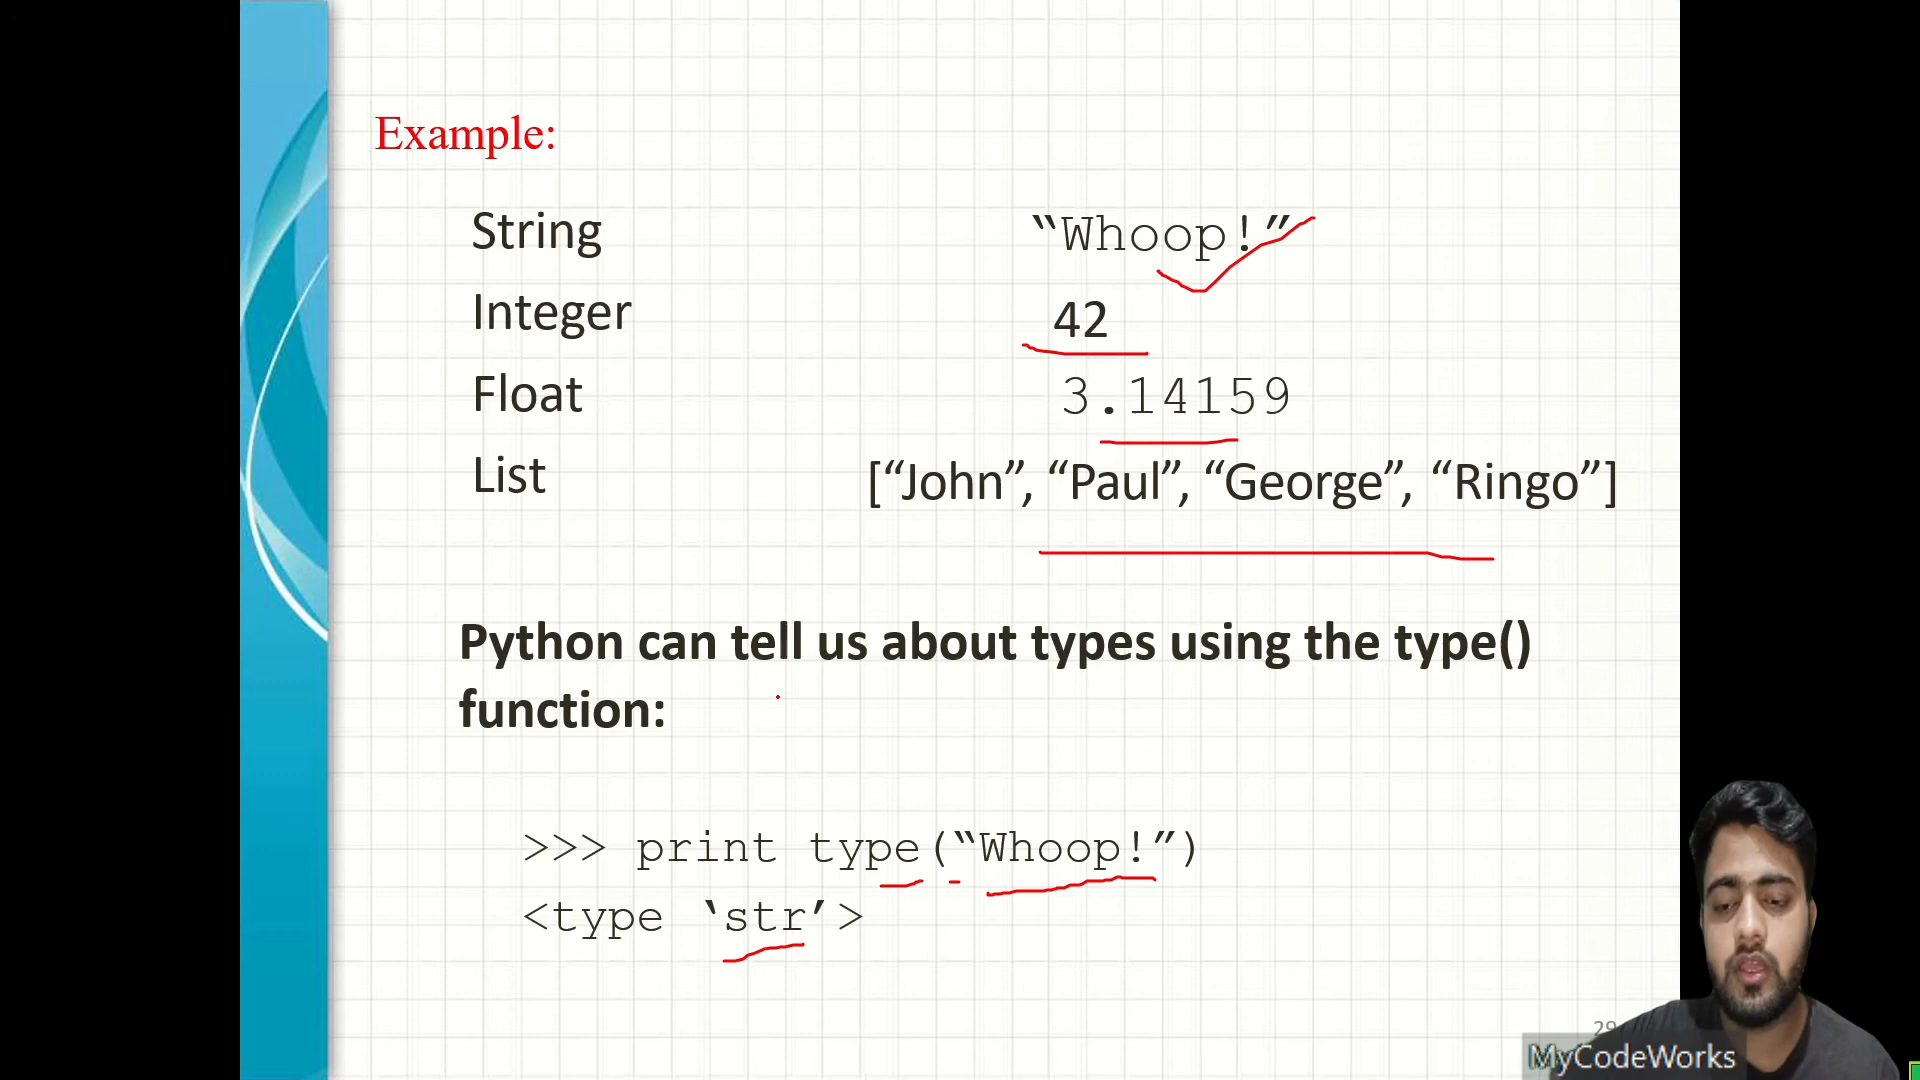 Example:
String “Whoop!”
Integer 42
Float 3.14159
List [“John”, “Paul”, “George”, “Ringo”]
Python can tell us about types using the type()
function:
>>> print type(“Whoop!”)
<type ‘str’>
29
MyCodeWorks